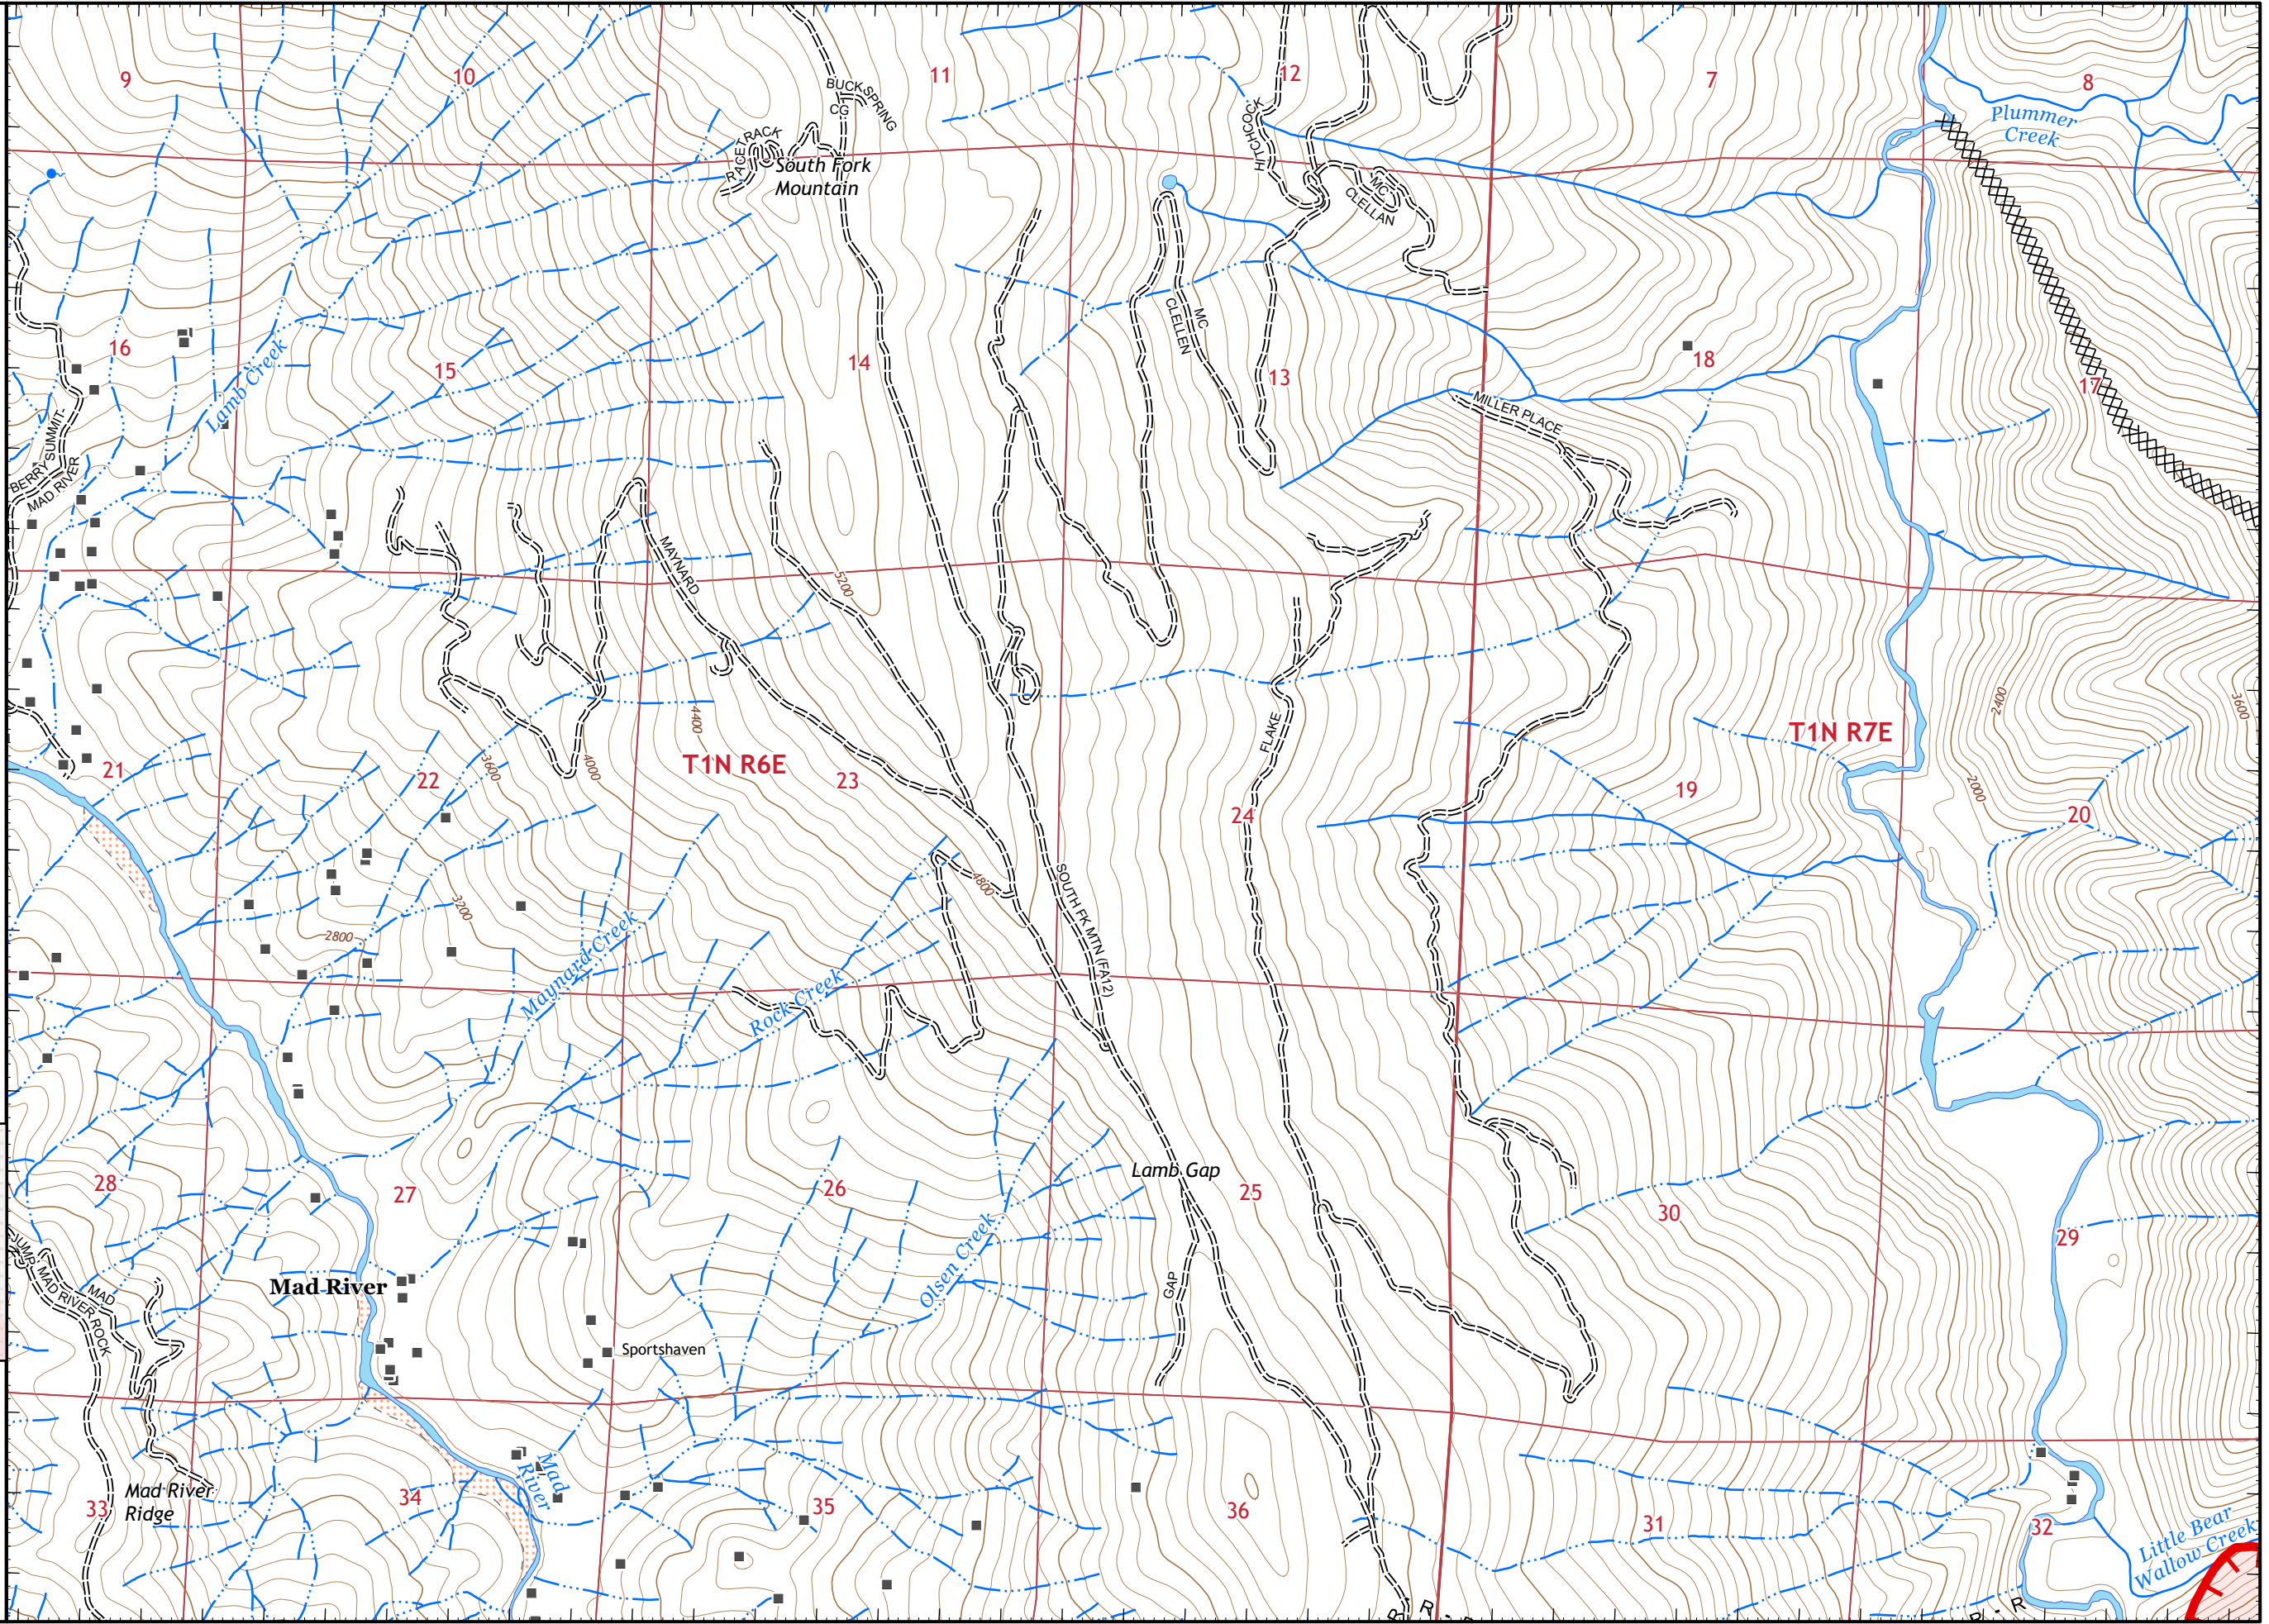 9
10
11
12
7
8
BUCK SPRING
CG
RACETRACK
South Fork
Mountain
HITCHCOCK
MC
CLELLAN
Plummer
Creek
16
Lamb Creek
15
14
MC
CLELLEN
13
MILLER PLACE
18
17
BERRY SUMMIT-
MAD RIVER
MAYNARD
5200
4400
4000
3600
T1N R6E
FLAKE
T1N R7E
2400
2000
3600
21
22
23
24
19
20
3200
2800
4800
Maynard Creek
Rock Creek
SOUTH FK MTN (FA12)
Lamb Gap
28
27
26
25
30
29
Olsen Creek
GAP
JUMP
MAD RIVER ROCK
MAD
Mad River
Sportshaven
Mad
River
Mad River
Ridge
33
34
35
36
31
32
Little Bear
Wallow Creek